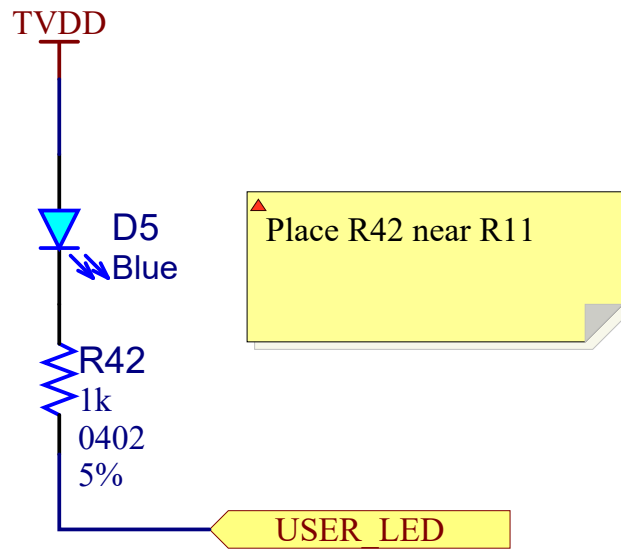 TVDD
D5
Blue
Place R42 near R11
R42
1k
0402
5%
USER_LED